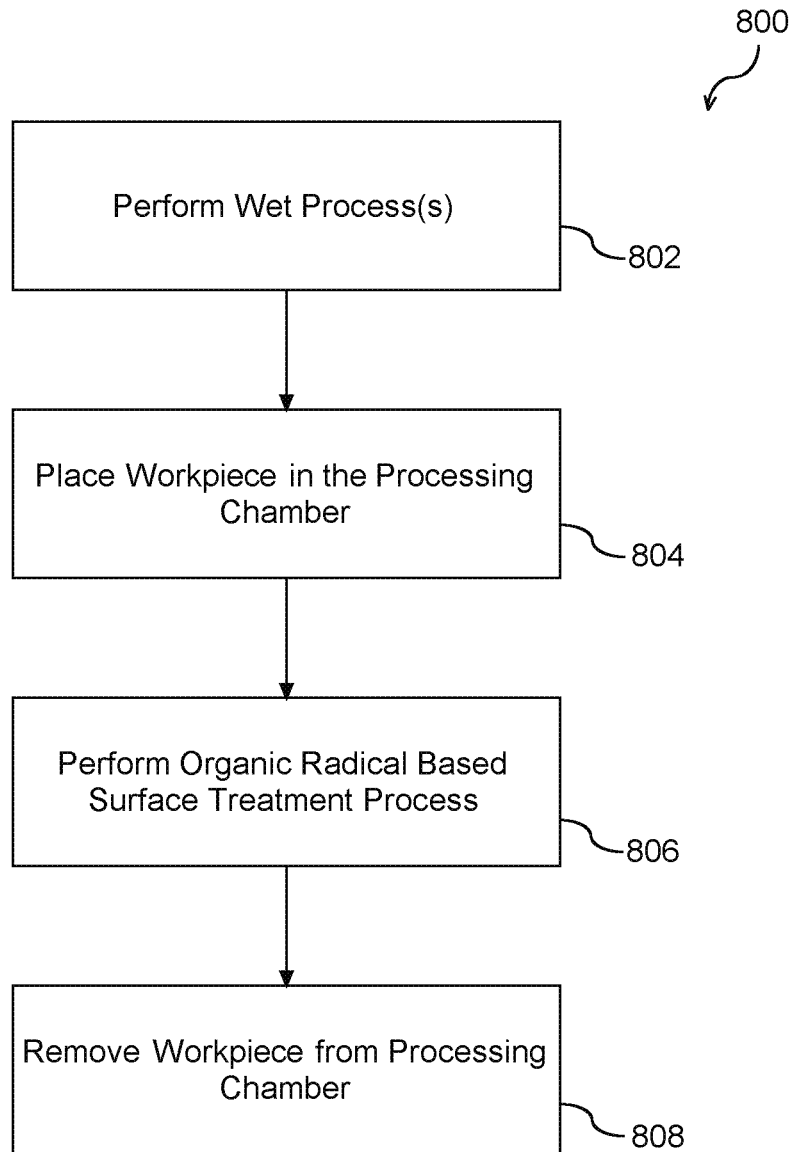 800
Perform Wet Process(s)
802
Place Workpiece in the Processing
Chamber
804
Perform Organic Radical Based
Surface Treatment Process
806
Remove Workpiece from Processing
Chamber
808